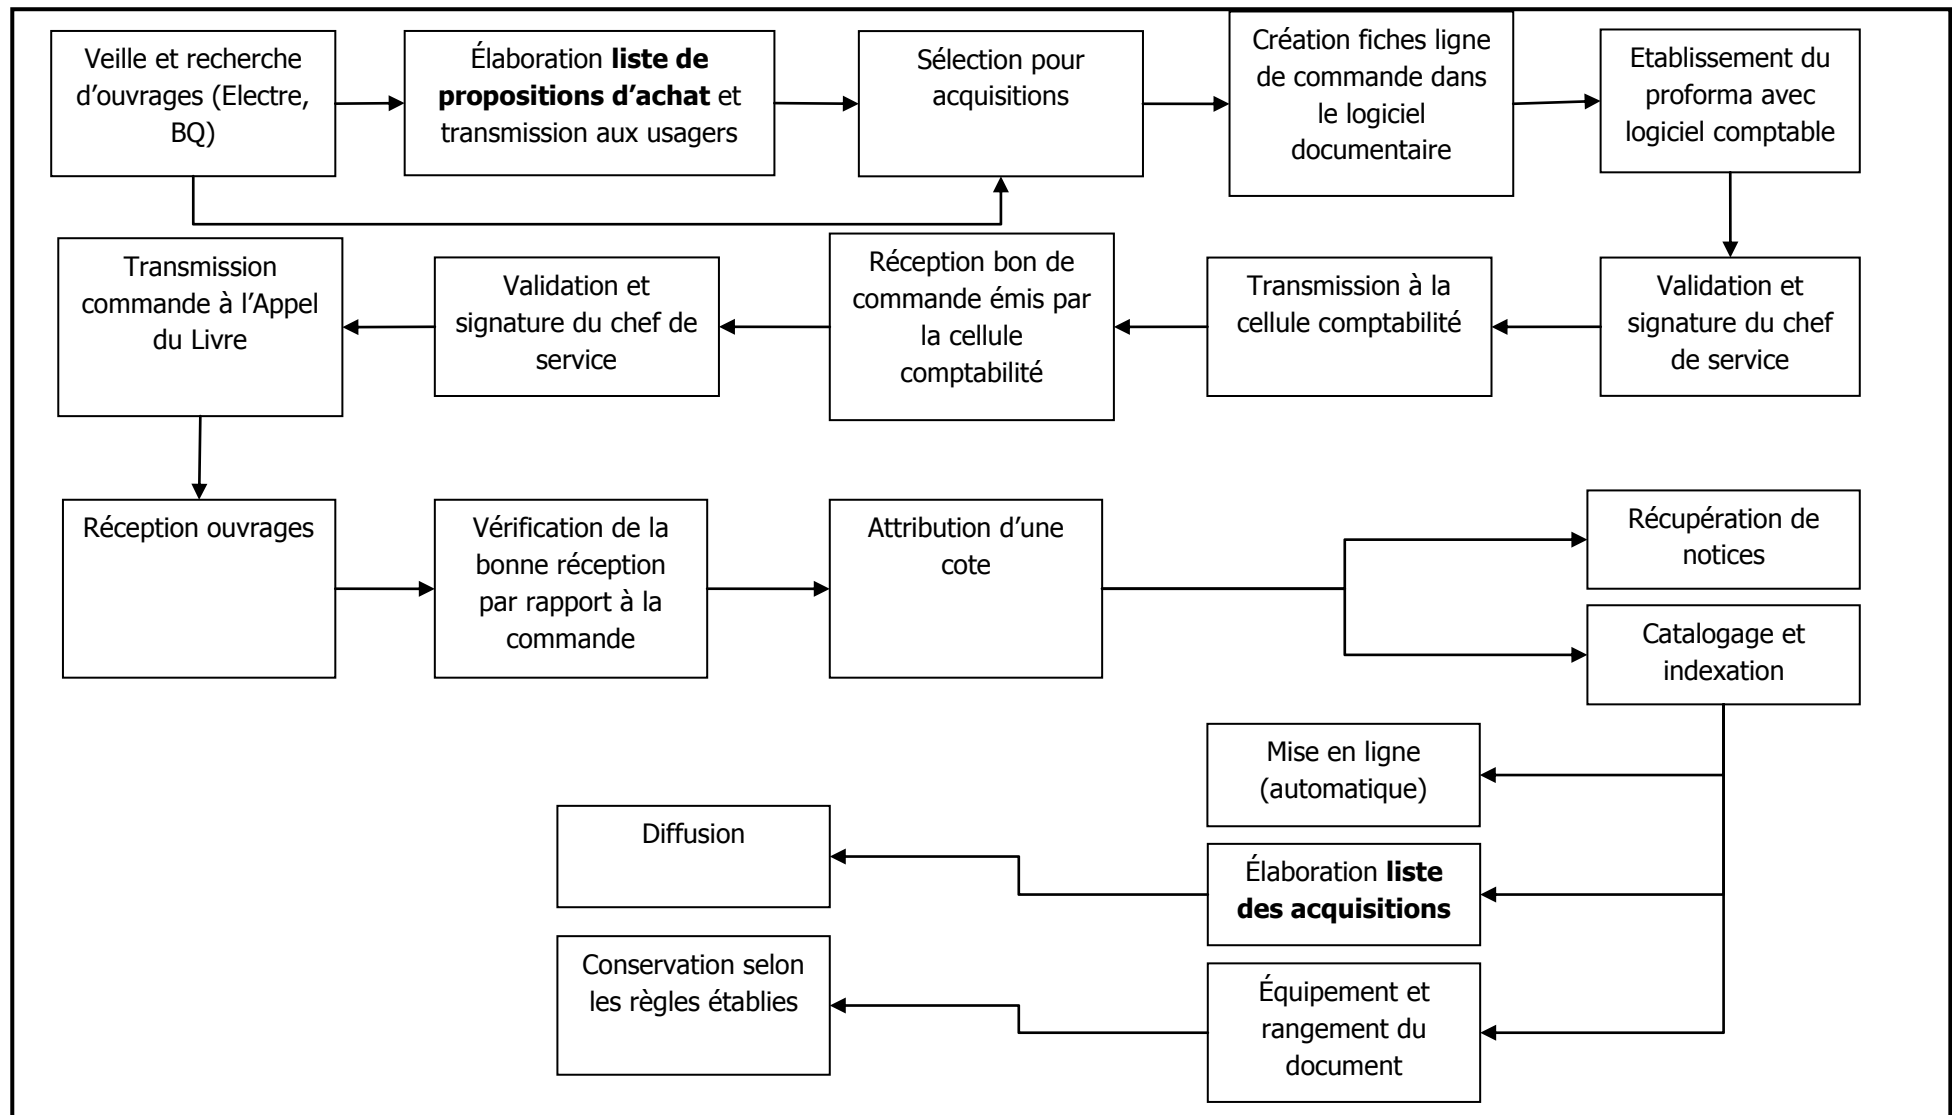 Veille et recherche
d’ouvrages (Electre,
BQ)
Élaboration liste de
propositions d’achat et
transmission aux usagers
Sélection pour
acquisitions
Création fiches ligne
de commande dans
le logiciel
documentaire
Etablissement du
proforma avec
logiciel comptable
Transmission
commande à l’Appel
du Livre
Validation et
signature du chef de
service
Réception bon de
commande émis par
la cellule
comptabilité
Transmission à la
cellule comptabilité
Validation et
signature du chef
de service
Réception ouvrages
Vérification de la
bonne réception
par rapport à la
commande
Attribution d’une
cote
Récupération de
notices
Catalogage et
indexation
Mise en ligne
(automatique)
Diffusion
Élaboration liste
des acquisitions
Conservation selon
les règles établies
Équipement et
rangement du
document